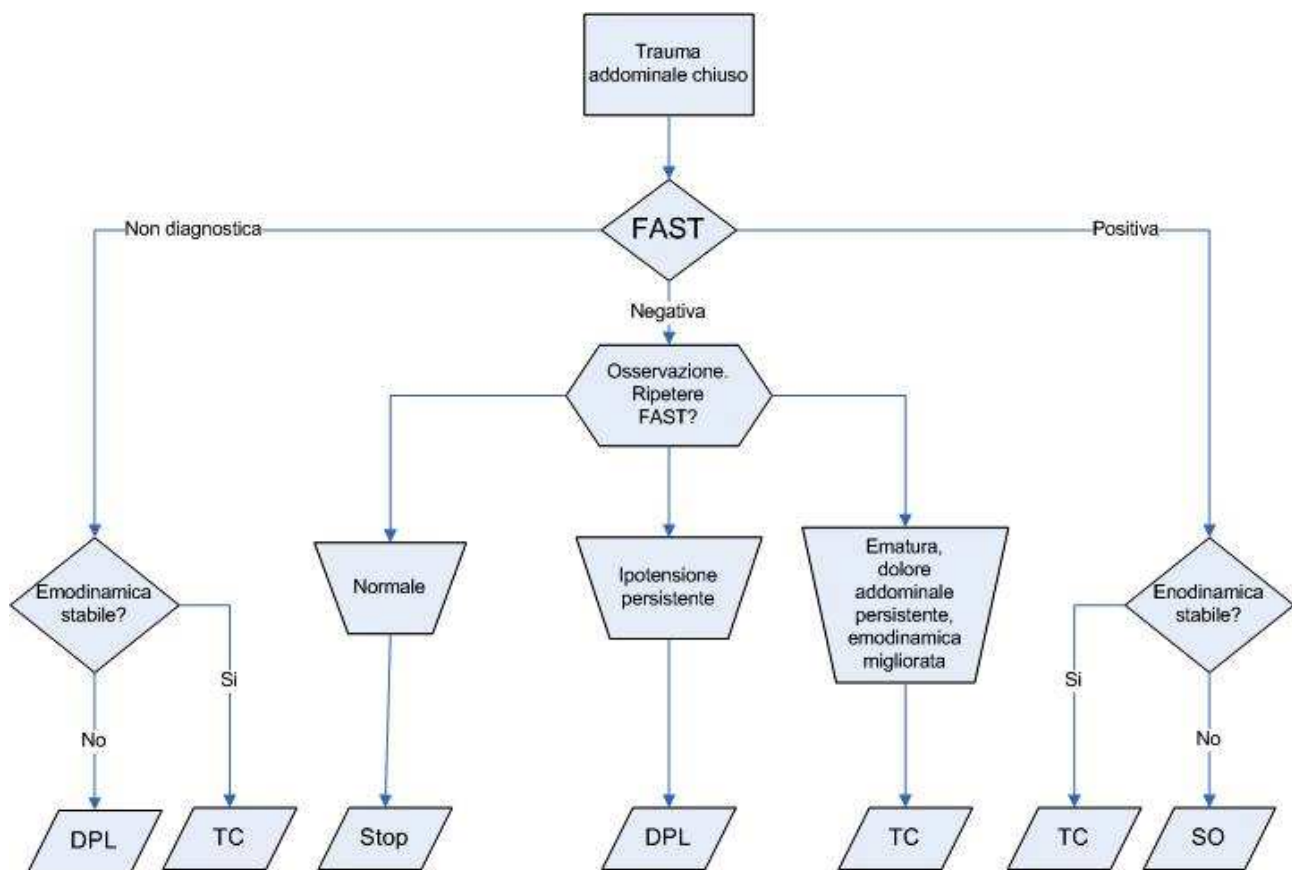 Trauma
addominale chiuso
FAST
Non diagnostica
Positiva
Negativa
Osservazione.
Ripetere
FAST?
Emodinamica
stabile?
Normale
Ipotensione
persistente
Ematura,
dolore
addominale
persistente,
emodinamica
migliorata
Enodinamica
stabile?
Si
No
Si
No
DPL
TC
Stop
DPL
TC
TC
SO